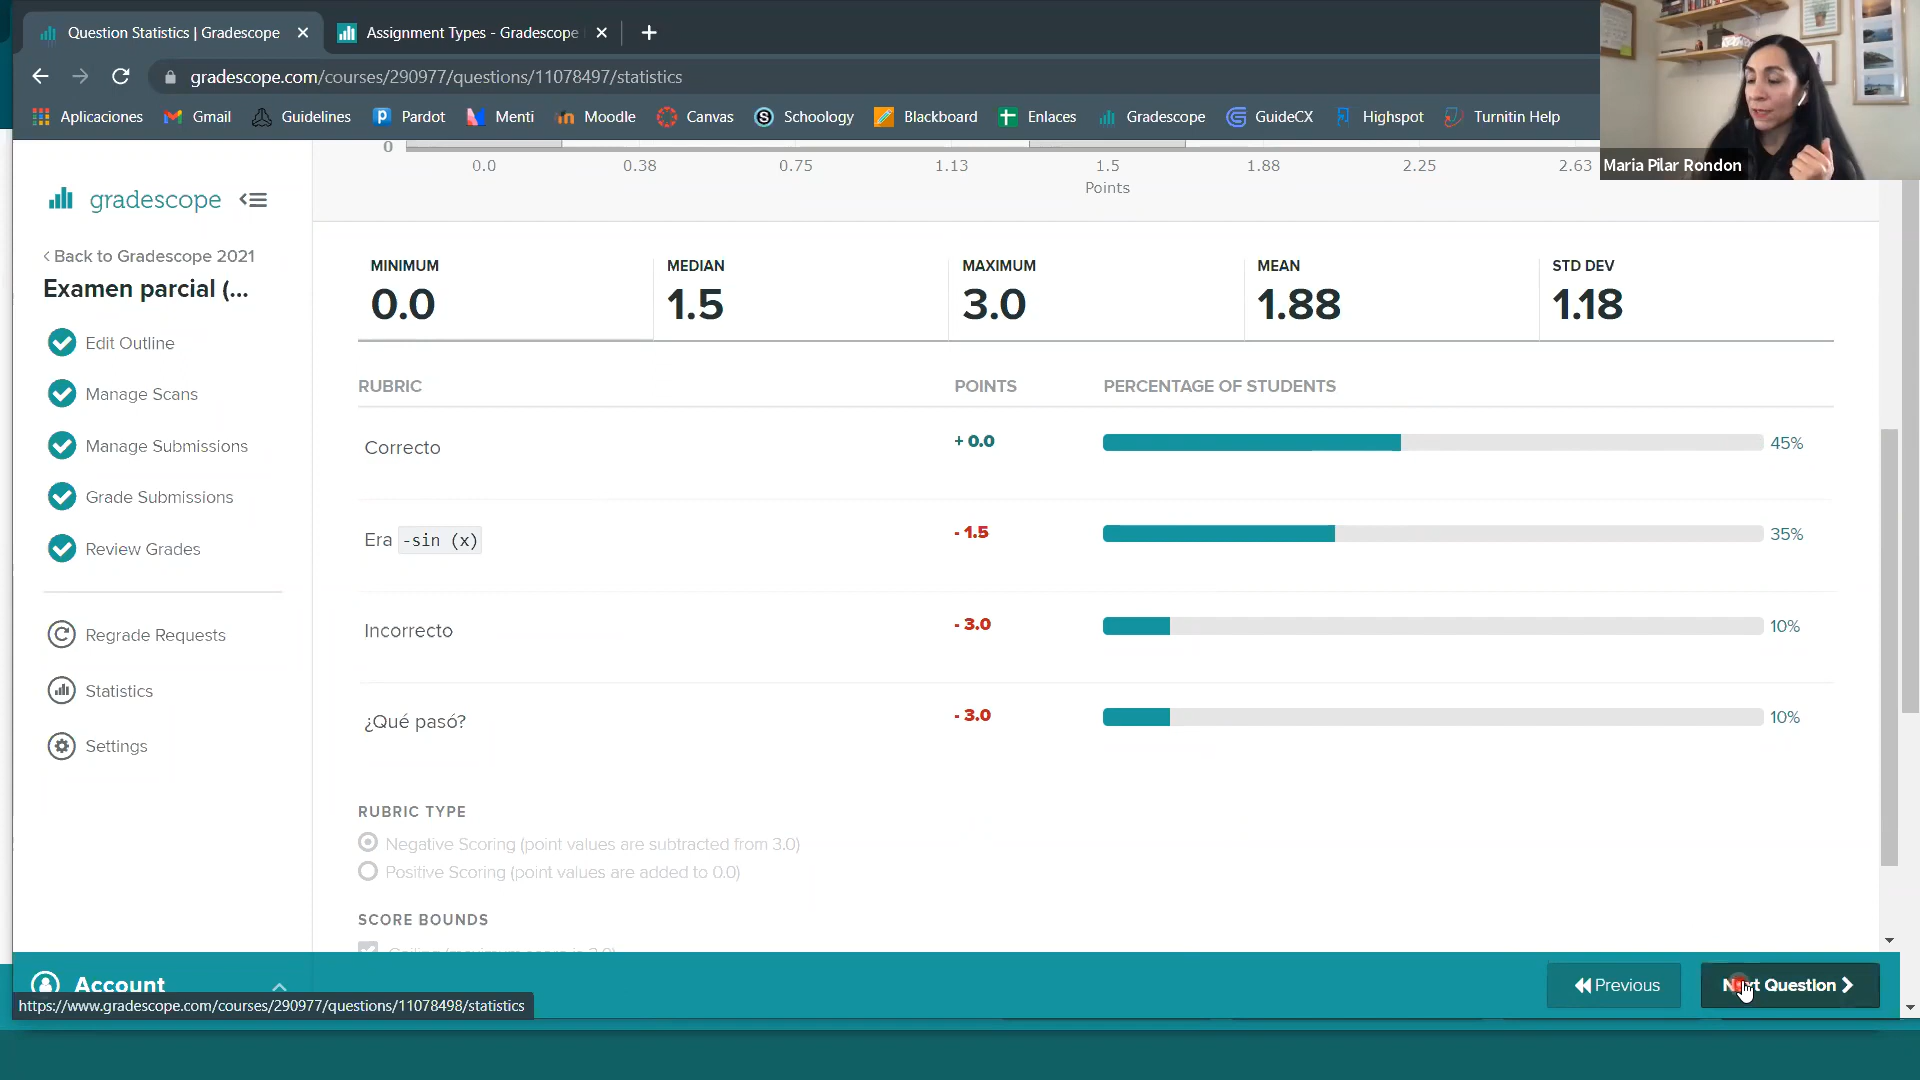 Question Statistics | Gradescope
Assignment Types - Gradescope
gradescope.com/courses/290977/questions/11078497/statistics
Aplicaciones Gmail Guidelines Pardot Menti Moodle Canvas Schoology Blackboard Enlaces Gradescope GuideCX Highspot Turnitin Help
Maria Pilar Rondon
0
0.0 0.38 0.75 1.13 1.5 1.88 2.25 2.63
Points
gradescope
Back to Gradescope 2021
Examen parcial (...
Edit Outline
Manage Scans
Manage Submissions
Grade Submissions
Review Grades
Regrade Requests
Statistics
Settings
MINIMUM MEDIAN MAXIMUM MEAN STD DEV
0.0 1.5 3.0 1.88 1.18
RUBRIC POINTS PERCENTAGE OF STUDENTS
Correcto + 0.0 45%
Era -sin (x) - 1.5 35%
Incorrecto - 3.0 10%
¿Qué pasó? - 3.0 10%
RUBRIC TYPE
Negative Scoring (point values are subtracted from 3.0)
Positive Scoring (point values are added to 0.0)
SCORE BOUNDS
Account
Previous
Question
https://www.gradescope.com/courses/290977/questions/11078498/statistics